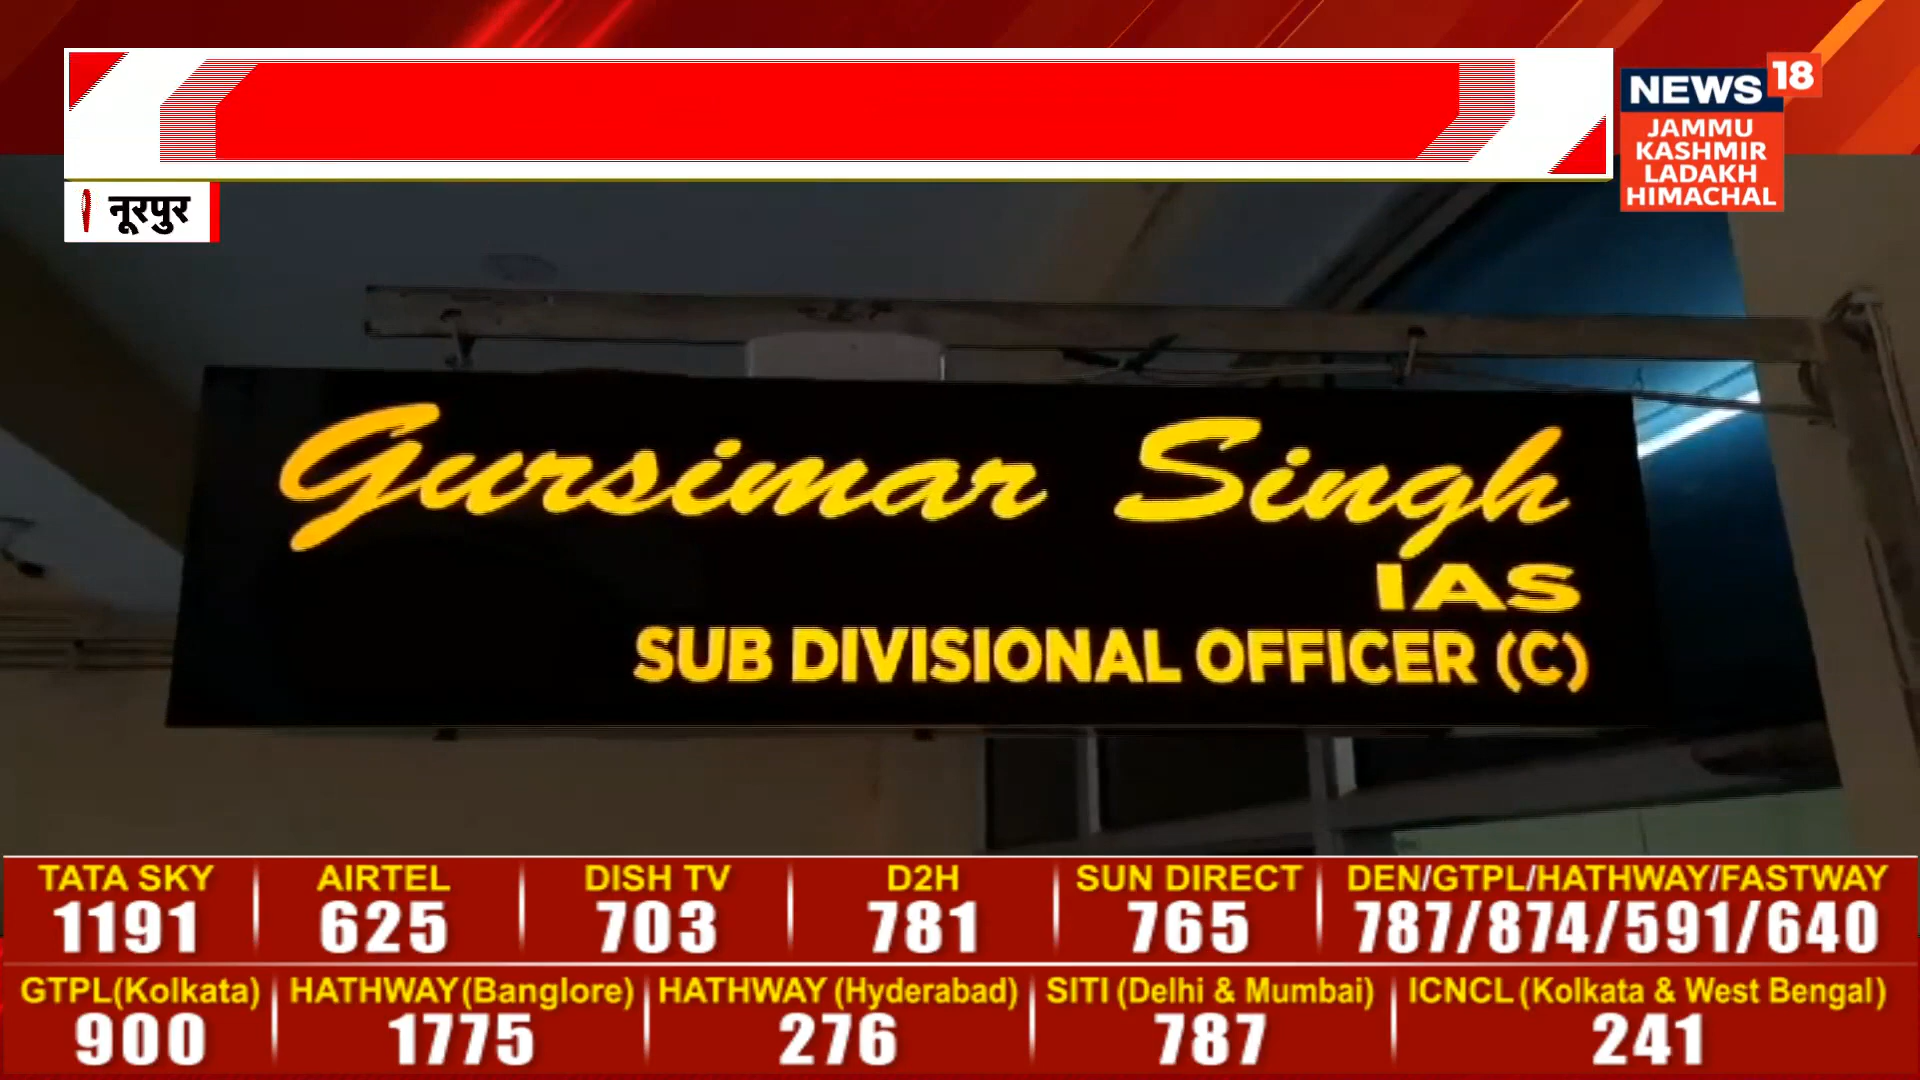 NEWS 18
JAMMU
KASHMIR
LADAKH
HIMACHAL
नूरपुर
Gursimar Singh
IAS
SUB DIVISIONAL OFFICER (C)
TATA SKY AIRTEL DISH TV D2H SUN DIRECT DEN/GTPL/HATHWAY/FASTWAY
1191 625 703 781 765 787/874/591/640
GTPL(Kolkata) HATHWAY(Banglore) HATHWAY (Hyderabad) SITI (Delhi & Mumbai) ICNCL (Kolkata & West Bengal)
900 1775 276 787 241